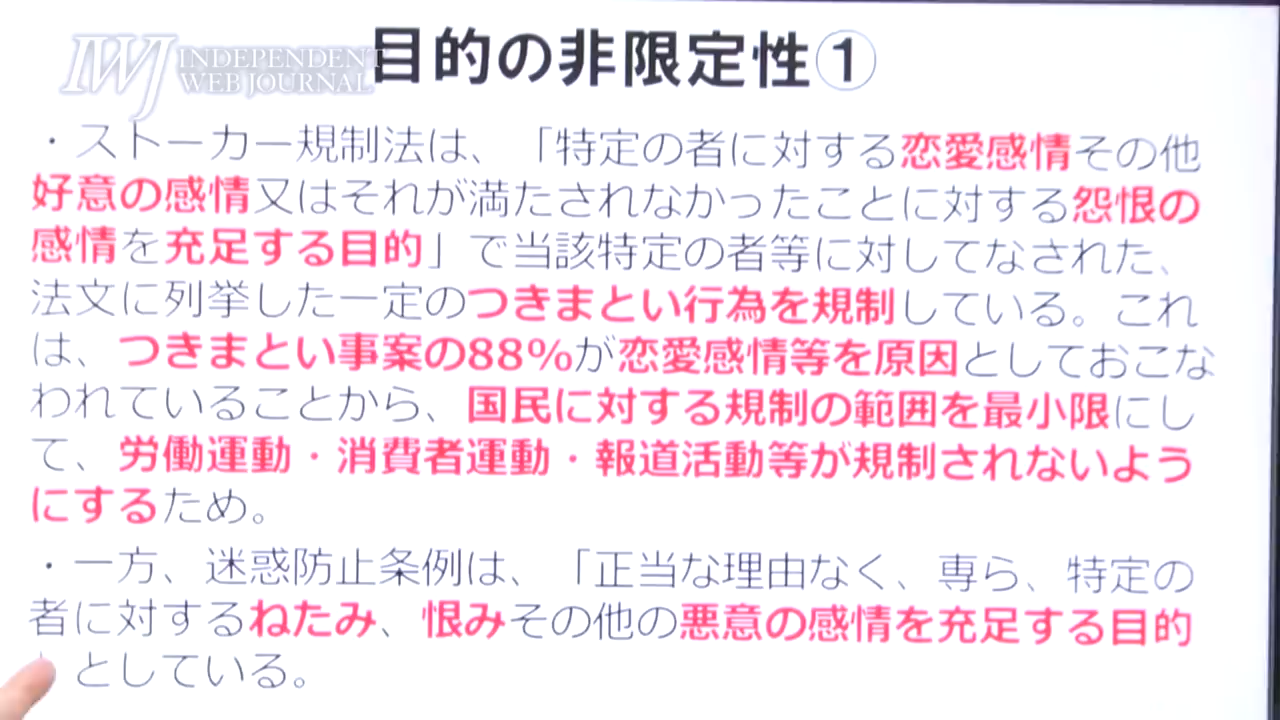 IWJ INDEPENDENT
WEB JOURNAL
目的の非限定性①
・ストーカー規制法は、「特定の者に対する恋愛感情その他
好意の感情又はそれが満たされなかったことに対する怨恨の
感情を充足する目的」で当該特定の者等に対してなされた、
法文に列挙した一定のつきまとい行為を規制している。これ
は、つきまとい事案の88%が恋愛感情等を原因としておこな
われていることから、国民に対する規制の範囲を最小限にし
て、労働運動・消費者運動・報道活動等が規制されないよう
にするため。
・一方、迷惑防止条例は、「正当な理由なく、専ら、特定の
者に対するねたみ、恨みその他の悪意の感情を充足する目的
としている。